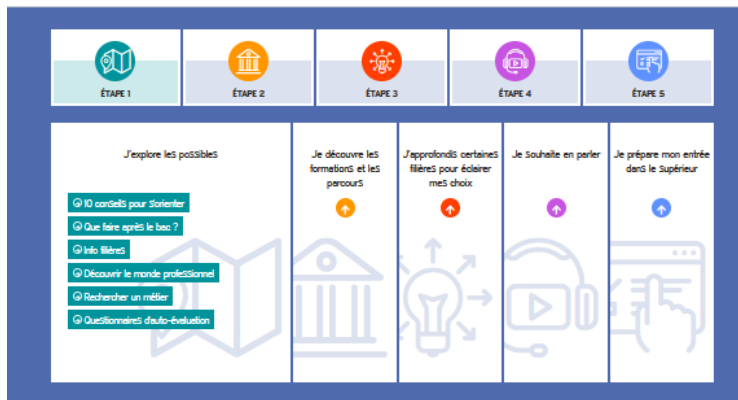 ÉTAPE 1
ÉTAPE 2
ÉTAPE 3
ÉTAPE 4
ÉTAPE 5
J'explore les possibles
10 conseils pour s'orienter
Que faire après le bac ?
Info filières
Découvrir le monde professionnel
Rechercher un métier
Questionnaires d'auto-évaluation
Je découvre les
formations et les
parcours
J'approfondis certaines
filières pour éclairer
mes choix
Je souhaite en parler
Je prépare mon entrée
dans le supérieur